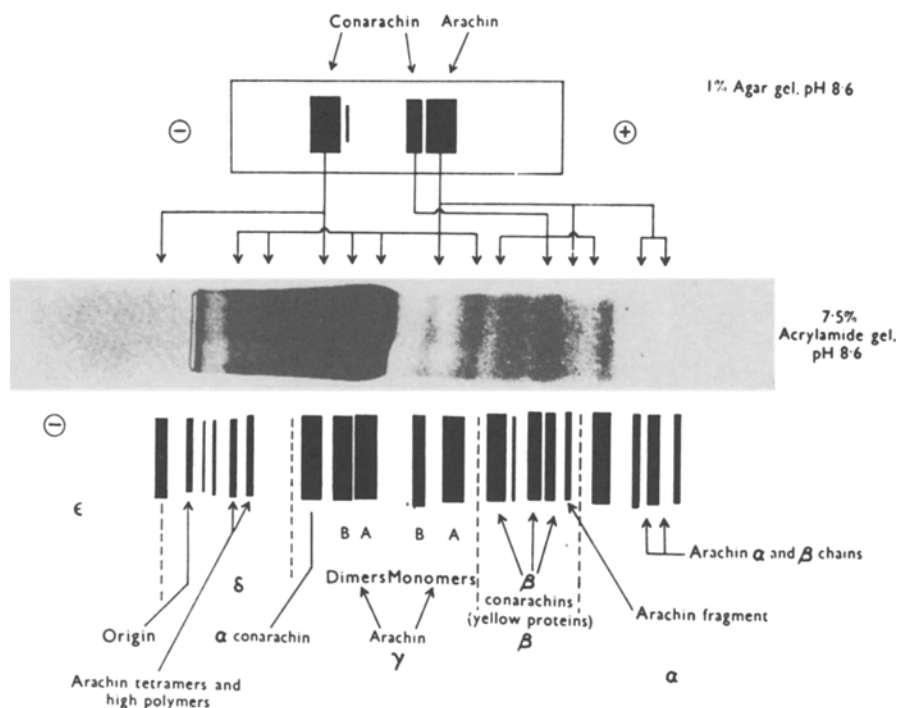 Conarachin Arachin
1% Agar gel, pH 8·6
− +
7·5%
Acrylamide gel,
pH 8·6
−
ϵ
B A B A
Arachin α and β chains
δ
Dimers Monomers
β
conarachins
(yellow proteins)
Arachin fragment
Origin
α conarachin
Arachin
γ
β
Arachin tetramers and
high polymers
α